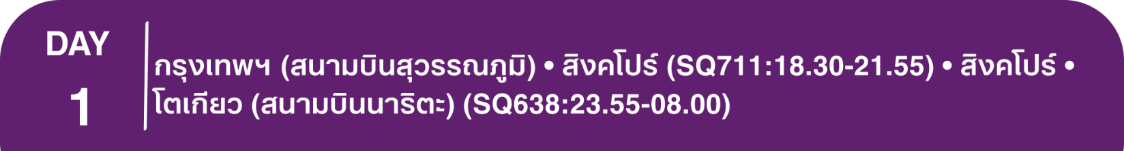 DAY
1
กรุงเทพฯ (สนามบินสุวรรณภูมิ) • สิงคโปร์ (SQ711:18.30-21.55) • สิงคโปร์ •
โตเกียว (สนามบินนาริตะ) (SQ638:23.55-08.00)